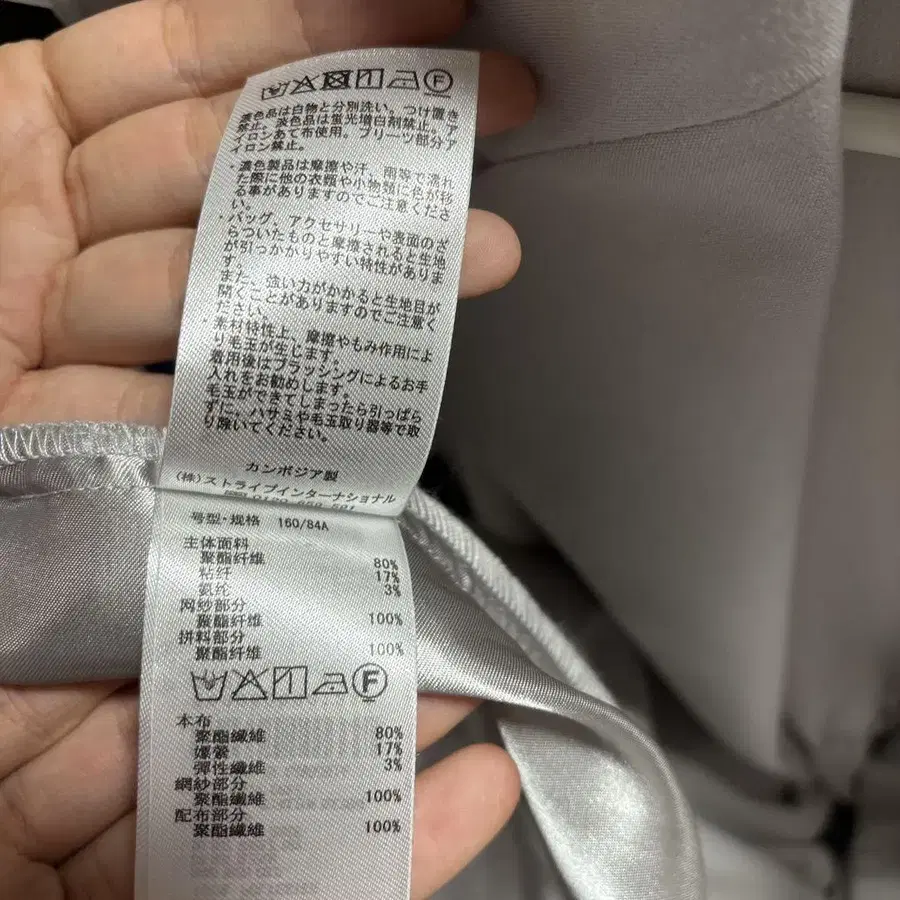 濃色品は白物と分別洗い。つけ置き
禁止。淡色品は蛍光増白剤禁止。ア
イロンあて布使用。プリーツ部分ア
イロン禁止。
・濃色製品は摩擦や汗、雨等で濡れ
た際に他の衣類や小物類に色が移
る事がありますのでご注意くださ
い。
・バッグ、アクセサリーや表面のざ
らついたものと摩擦されると生地
が引っかかりやすい特性がありま
す。
また、強い力がかかると生地目が
開くことがありますのでご注意く
ださい。
・素材特性上、摩擦やもみ作用によ
り毛玉が生じます。
着用後はブラッシングによるお手
入れをお勧めします。
毛玉ができてしまったら引っぱら
ずに、ハサミや毛玉取り器等で取
り除いてください。
カンボジア製
(株)ストライプインターナショナル
号型・规格 160/84A
主体面料
聚酯纤维 80%
粘纤 17%
氨纶 3%
网纱部分
聚酯纤维 100%
拼料部分
聚酯纤维 100%
F
本布
聚酯纖維 80%
嫘縈 17%
彈性纖維 3%
網紗部分
聚酯纖維 100%
配布部分
聚酯纖維 100%